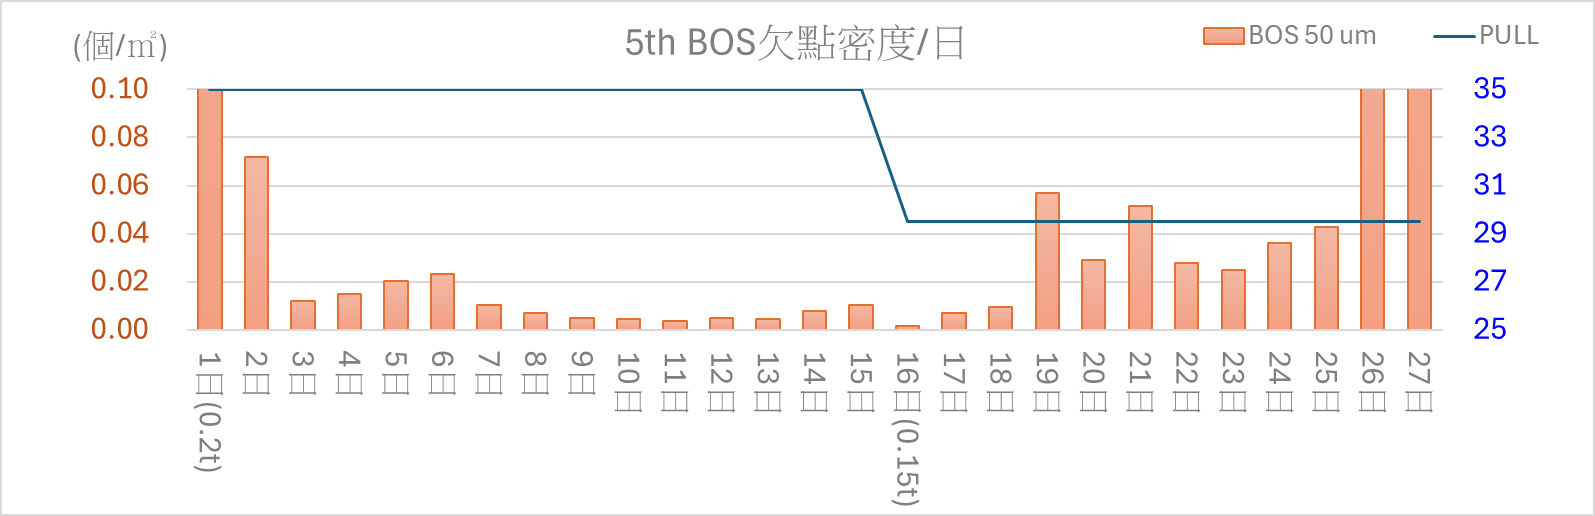 5th BOS欠點密度/日
(個/㎡)
BOS 50 um
PULL
0.10
0.08
0.06
0.04
0.02
0.00
35
33
31
29
27
25
1日(0.2t)
2日
3日
4日
5日
6日
7日
8日
9日
10日
11日
12日
13日
14日
15日
16日(0.15t)
17日
18日
19日
20日
21日
22日
23日
24日
25日
26日
27日